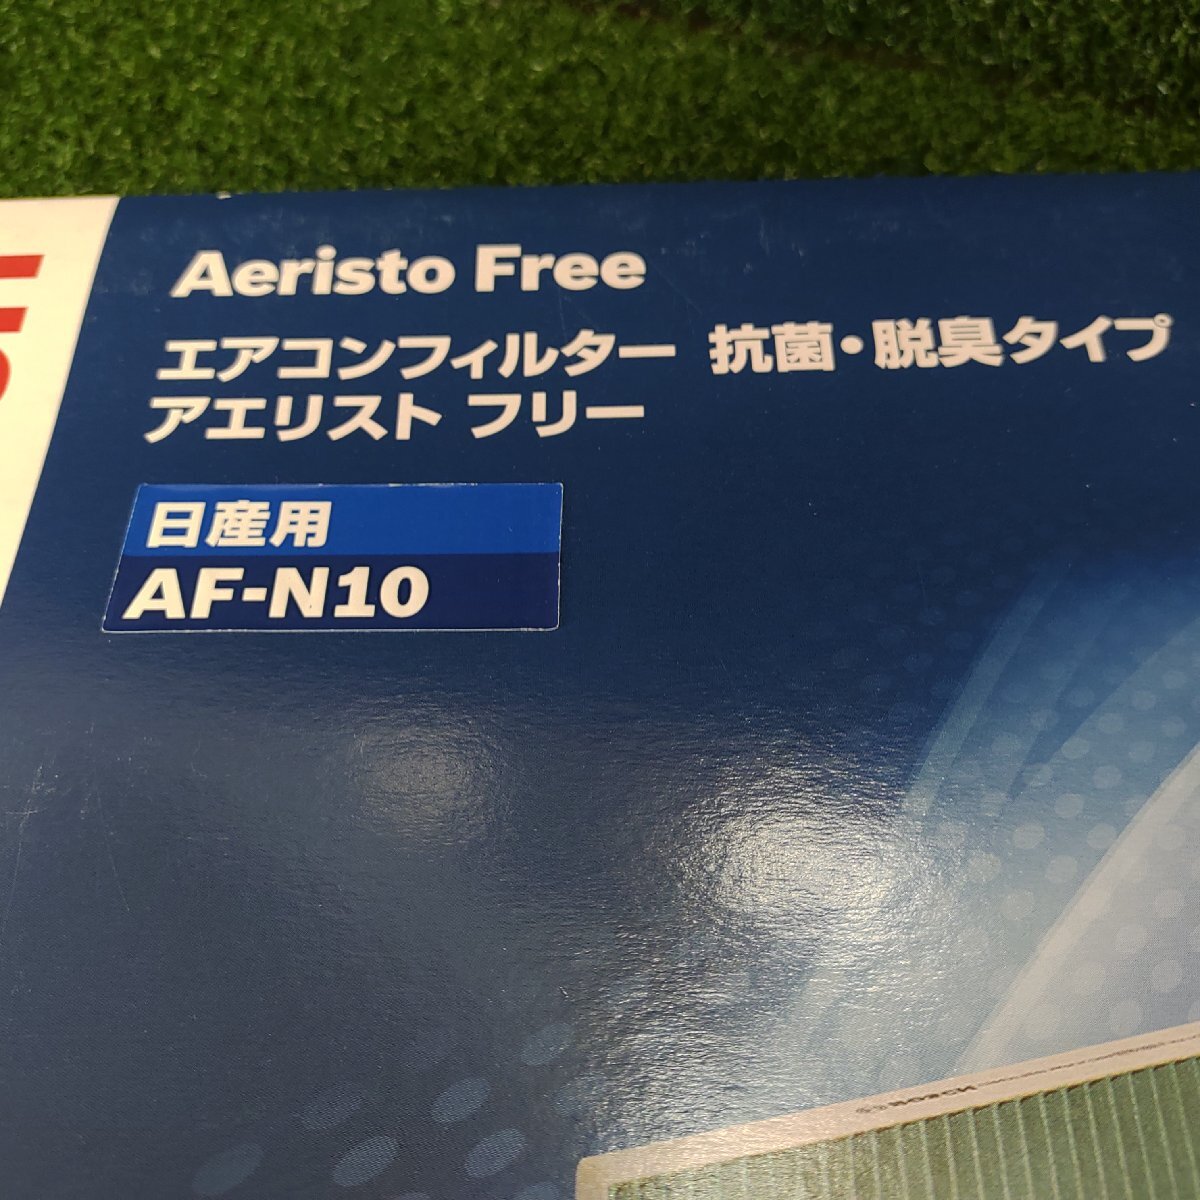 Aeristo Free
エアコンフィルター 抗菌・脱臭タイプ
アエリスト フリー
日産用
AF-N10
BOSCH